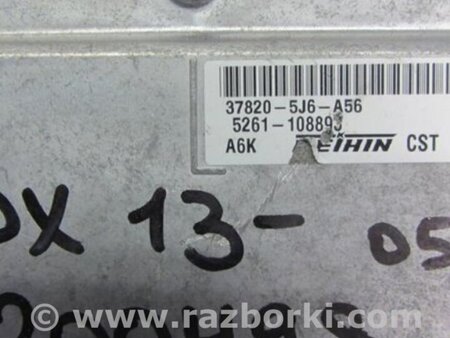 37820-5J6-A56
5261-108893
A6K KEIHIN CST
DX 13- 05
www.razborki.com